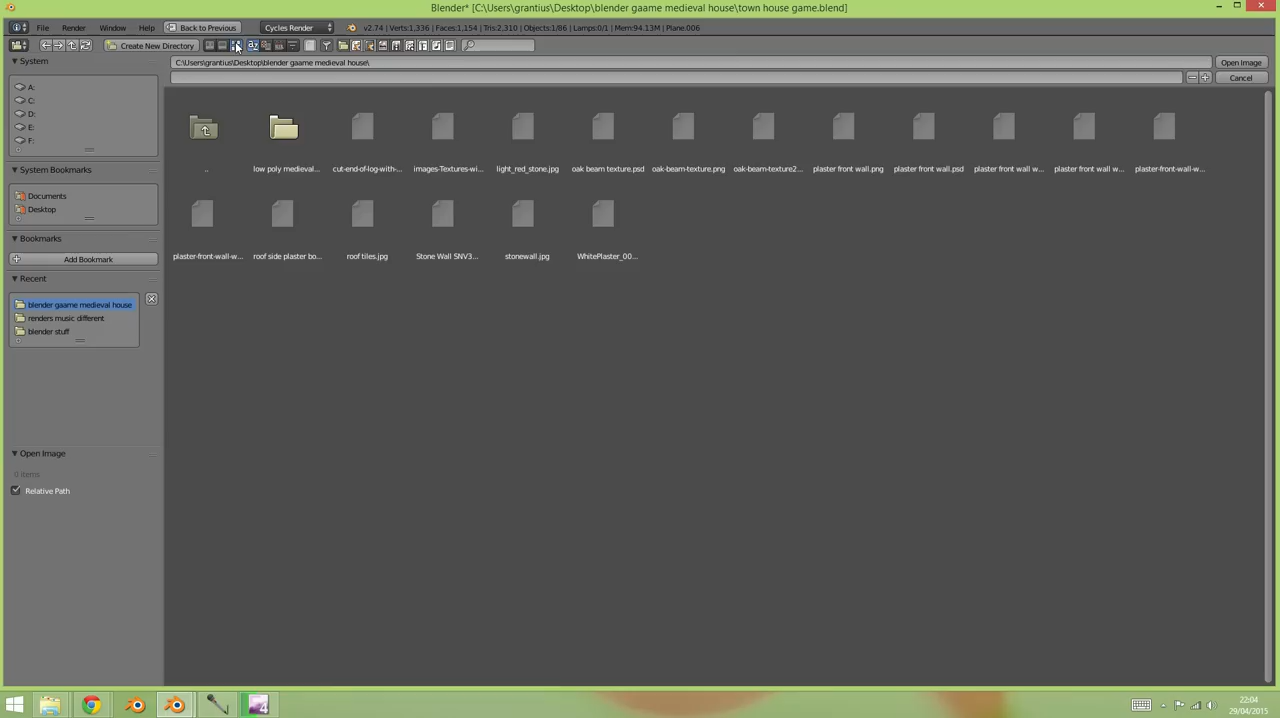 Blender* [C:\Users\grantius\Desktop\blender gaame medieval house\town house game.blend]
File Render Window Help Back to Previous Cycles Render v2.74 | Verts:1,336 | Faces:1,154 | Tris:2,310 | Objects:1/86 | Lamps:0/1 | Mem:94.13M | Plane.006
Create New Directory
System
C:\Users\grantius\Desktop\blender gaame medieval house\
Open Image
Cancel
A:
C:
D:
E:
F:
.. low poly medieval... cut-end-of-log-with-... images-Textures-wi... light_red_stone.jpg oak beam texture.psd oak-beam-texture.png oak-beam-texture2... plaster front wall.png plaster front wall.psd plaster front wall w... plaster front wall w... plaster-front-wall-w...
System Bookmarks
Documents
Desktop
Bookmarks
plaster-front-wall-w... roof side plaster bo... roof tiles.jpg Stone Wall SNV3... stonewall.jpg WhitePlaster_00...
Add Bookmark
Recent
blender gaame medieval house
renders music different
blender stuff
Open Image
0 items
Relative Path
4
22:04
29/04/2015